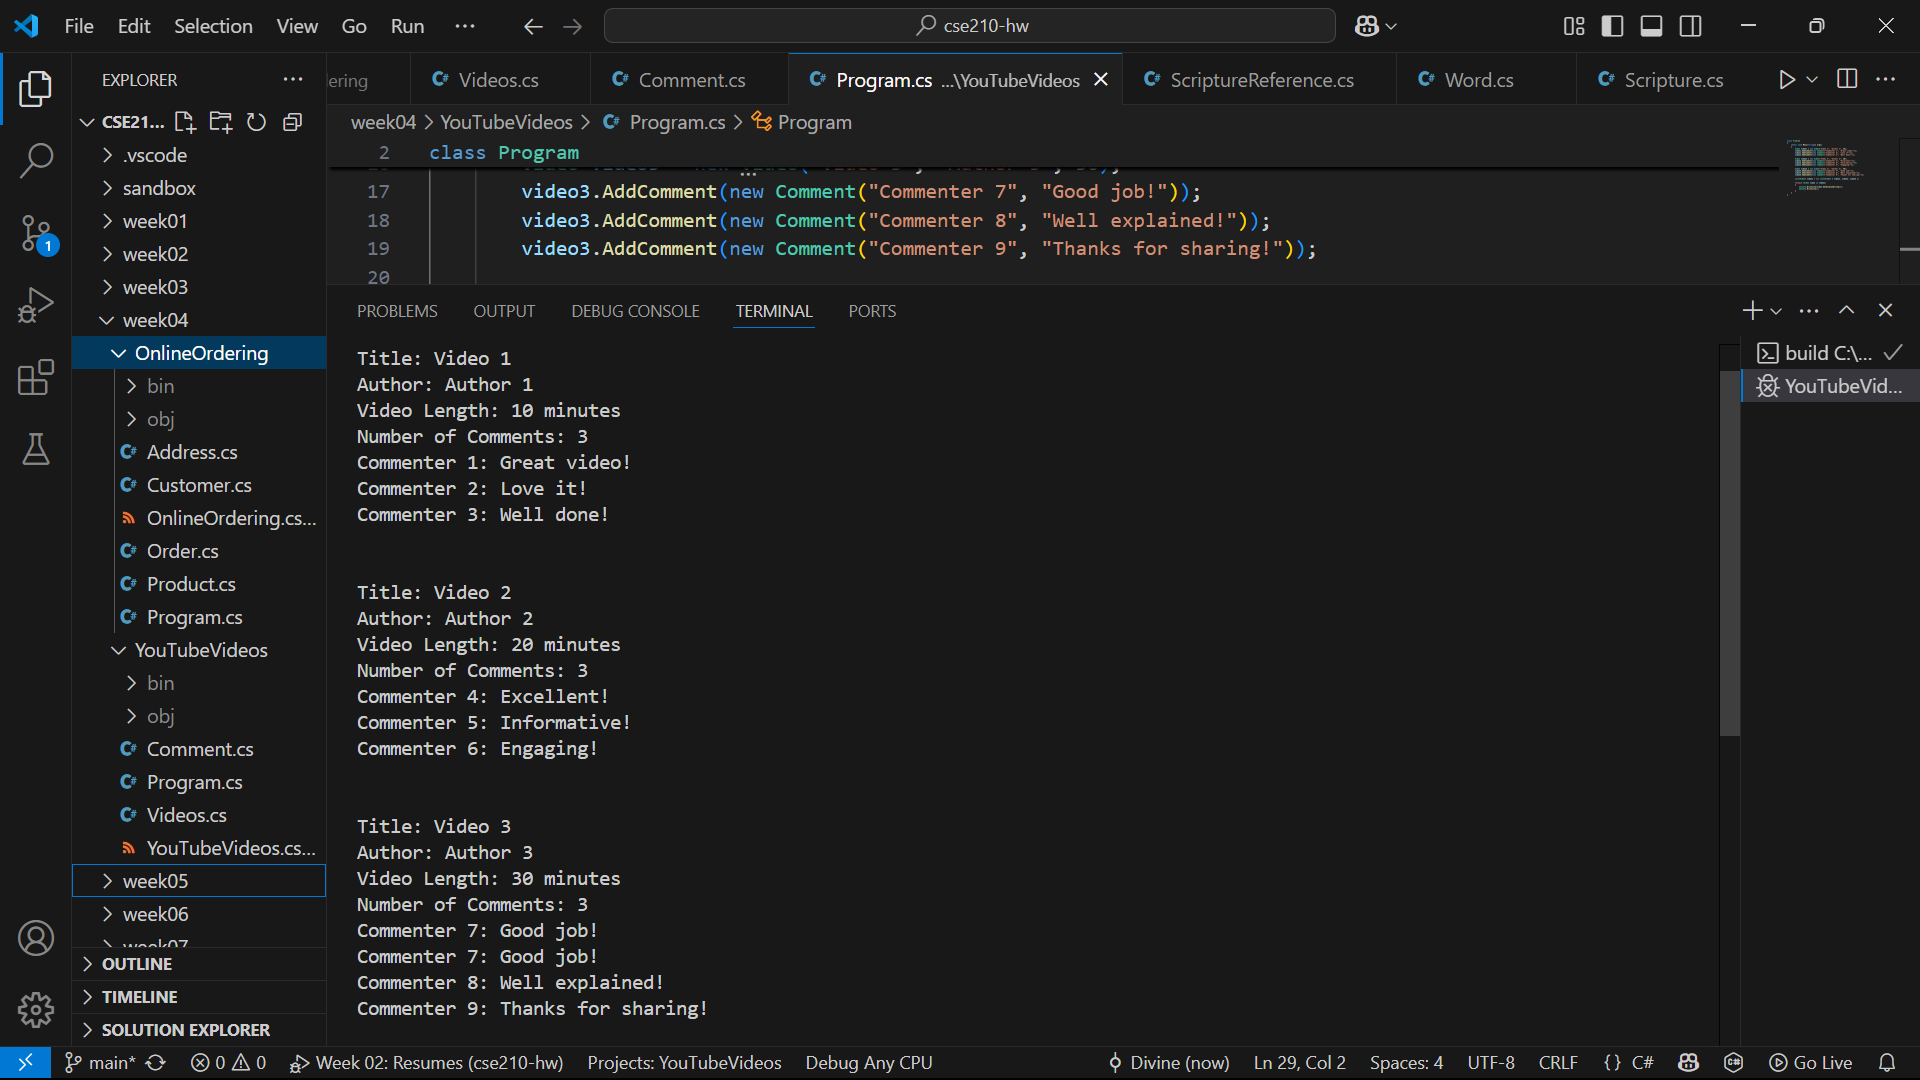 File Edit Selection View Go Run ··· cse210-hw
EXPLORER ···
CSE21...
.vscode
sandbox
week01
week02
week03
week04
OnlineOrdering
bin
obj
Address.cs
Customer.cs
OnlineOrdering.cs...
Order.cs
Product.cs
Program.cs
YouTubeVideos
bin
obj
Comment.cs
Program.cs
Videos.cs
YouTubeVideos.cs...
week05
week06
week07
OUTLINE
TIMELINE
SOLUTION EXPLORER
ering Videos.cs Comment.cs Program.cs ...\YouTubeVideos ScriptureReference.cs Word.cs Scripture.cs
week04 > YouTubeVideos > Program.cs > Program
2 class Program
17 video3.AddComment(new Comment("Commenter 7", "Good job!"));
18 video3.AddComment(new Comment("Commenter 8", "Well explained!"));
19 video3.AddComment(new Comment("Commenter 9", "Thanks for sharing!"));
20
PROBLEMS OUTPUT DEBUG CONSOLE TERMINAL PORTS
Title: Video 1
Author: Author 1
Video Length: 10 minutes
Number of Comments: 3
Commenter 1: Great video!
Commenter 2: Love it!
Commenter 3: Well done!
Title: Video 2
Author: Author 2
Video Length: 20 minutes
Number of Comments: 3
Commenter 4: Excellent!
Commenter 5: Informative!
Commenter 6: Engaging!
Title: Video 3
Author: Author 3
Video Length: 30 minutes
Number of Comments: 3
Commenter 7: Good job!
Commenter 7: Good job!
Commenter 8: Well explained!
Commenter 9: Thanks for sharing!
build C:\...
YouTubeVid...
1
main* 0 0 Week 02: Resumes (cse210-hw) Projects: YouTubeVideos Debug Any CPU Divine (now) Ln 29, Col 2 Spaces: 4 UTF-8 CRLF {} C# Go Live